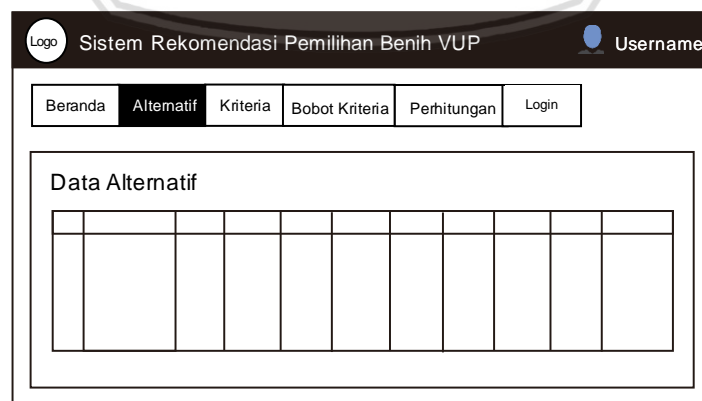 Logo Sistem Rekomendasi Pemilihan Benih VUP Username
Beranda Alternatif Kriteria Bobot Kriteria Perhitungan Login
Data Alternatif